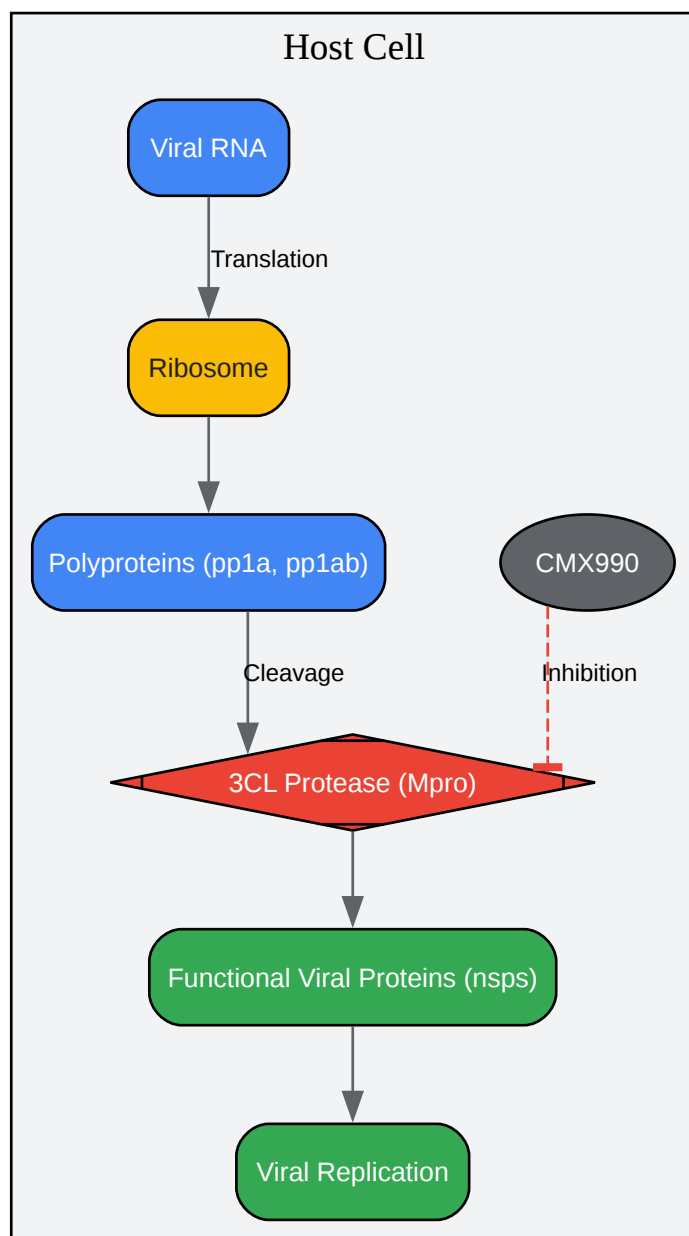 Host Cell
Viral RNA
Translation
Ribosome
Polyproteins (pp1a, pp1ab)
CMX990
Cleavage
Inhibition
3CL Protease (Mpro)
Functional Viral Proteins (nsps)
Viral Replication